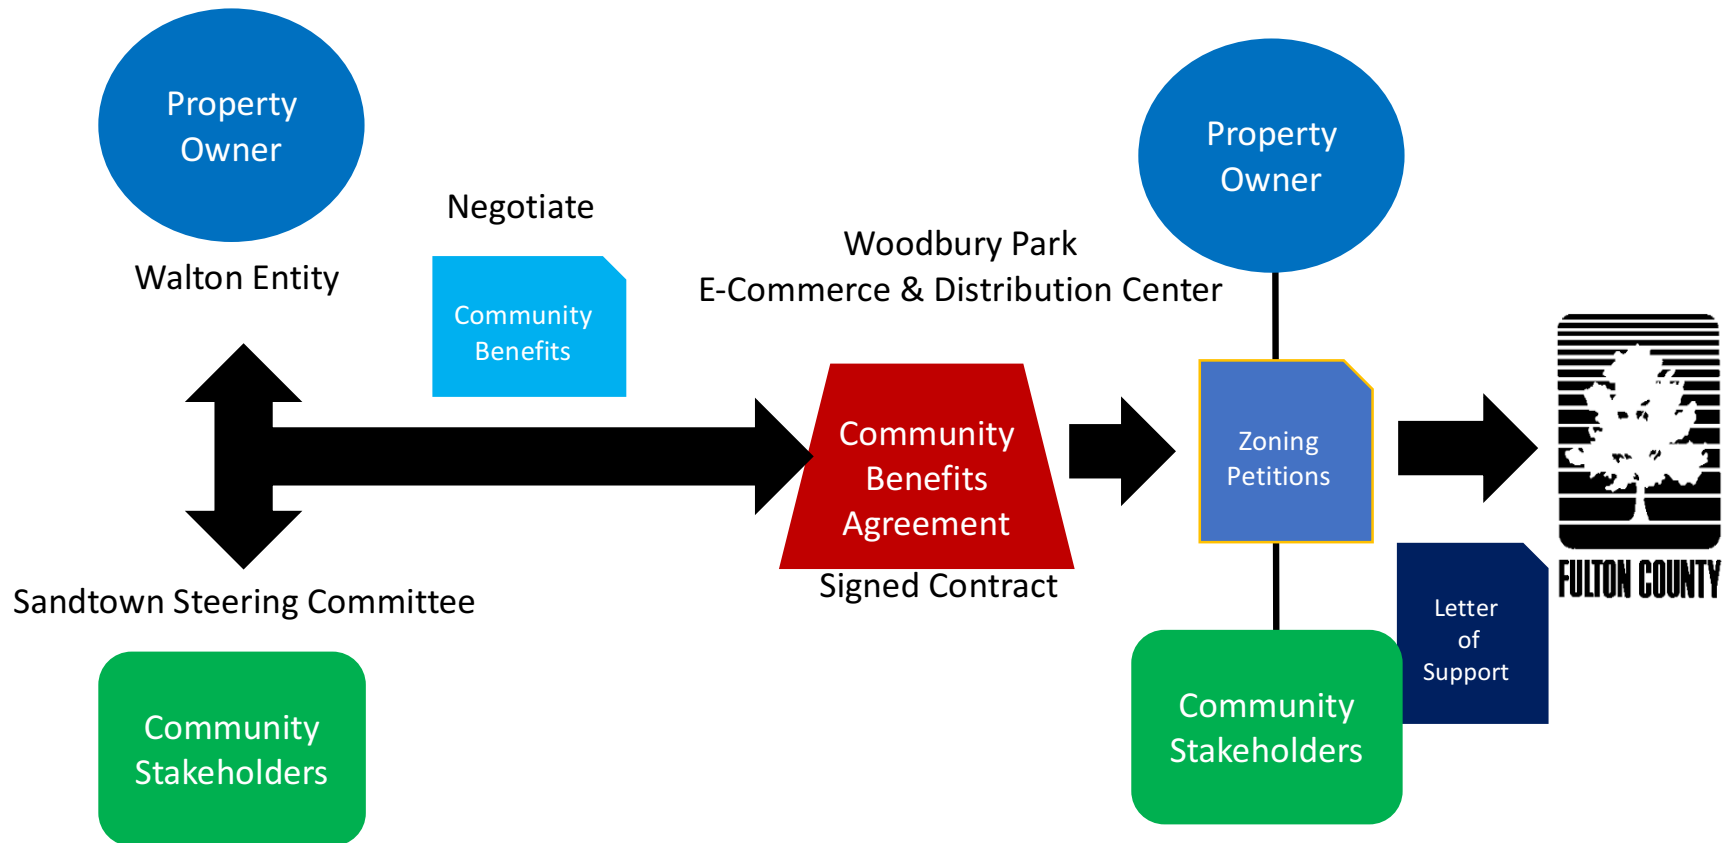 Property
Owner
Walton Entity
Negotiate
Community
Benefits
Sandtown Steering Committee
Community
Stakeholders
Woodbury Park
E-Commerce & Distribution Center
Community
Benefits
Agreement
Signed Contract
Property
Owner
Zoning
Petitions
Community
Stakeholders
Letter
of
Support
FULTON COUNTY